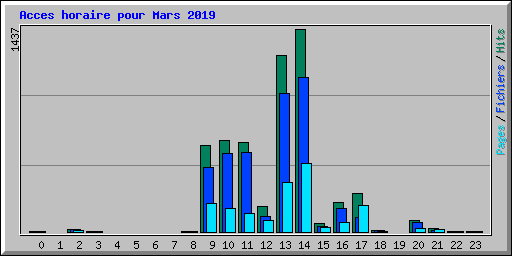 Acces horaire pour Mars 2019
1437
Pages/Fichiers/Hits
0 1 2 3 4 5 6 7 8 9 10 11 12 13 14 15 16 17 18 19 20 21 22 23